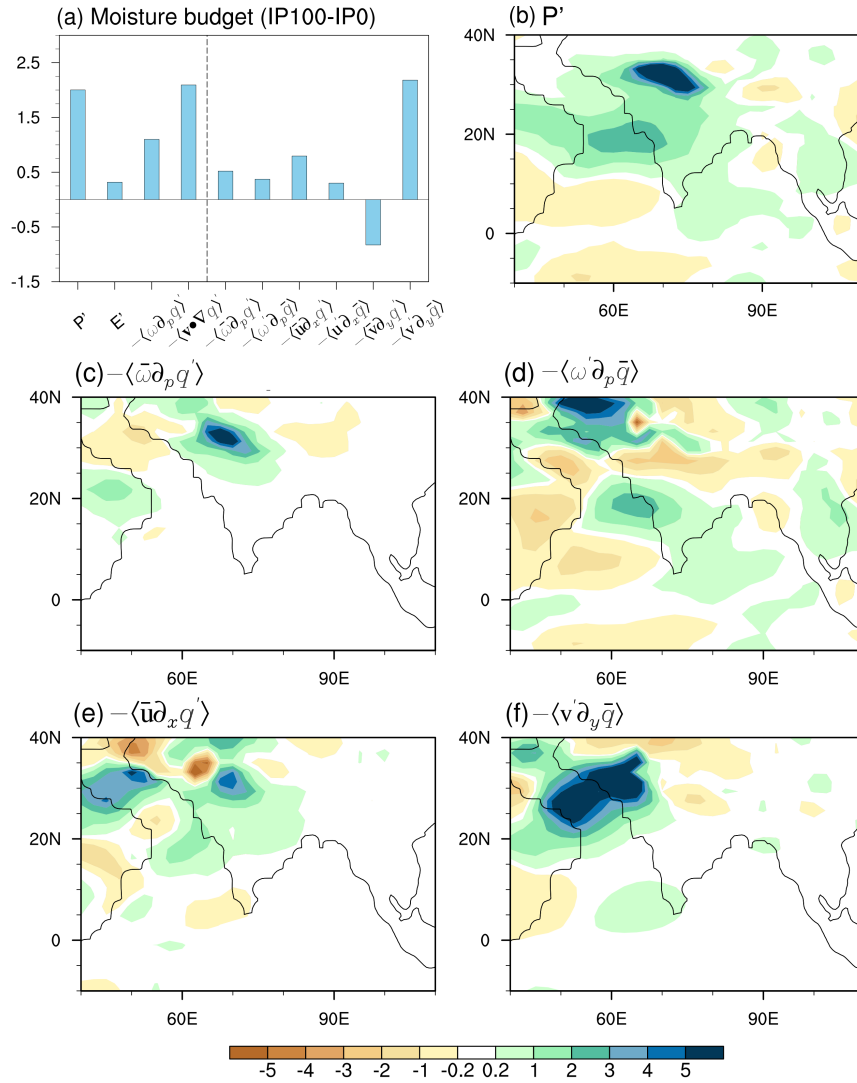 (a) Moisture budget (IP100-IP0)
2.5
1.5
0.5
-0.5
-1.5
P'
E'
−⟨ω∂ₚq⟩'
−⟨v•∇q⟩'
−⟨ω̄∂ₚq'⟩
−⟨ω'∂ₚq̄⟩
−⟨ū∂ₓq'⟩
−⟨u'∂ₓq̄⟩
−⟨v̄∂ᵧq'⟩
−⟨v'∂ᵧq̄⟩
(b) P'
40N
20N
0
60E 90E
(c) −⟨ω̄∂ₚq'⟩
40N
20N
0
60E 90E
(d) −⟨ω'∂ₚq̄⟩
40N
20N
0
60E 90E
(e) −⟨ū∂ₓq'⟩
40N
20N
0
60E 90E
(f) −⟨v'∂ᵧq̄⟩
40N
20N
0
60E 90E
-5 -4 -3 -2 -1 -0.2 0.2 1 2 3 4 5